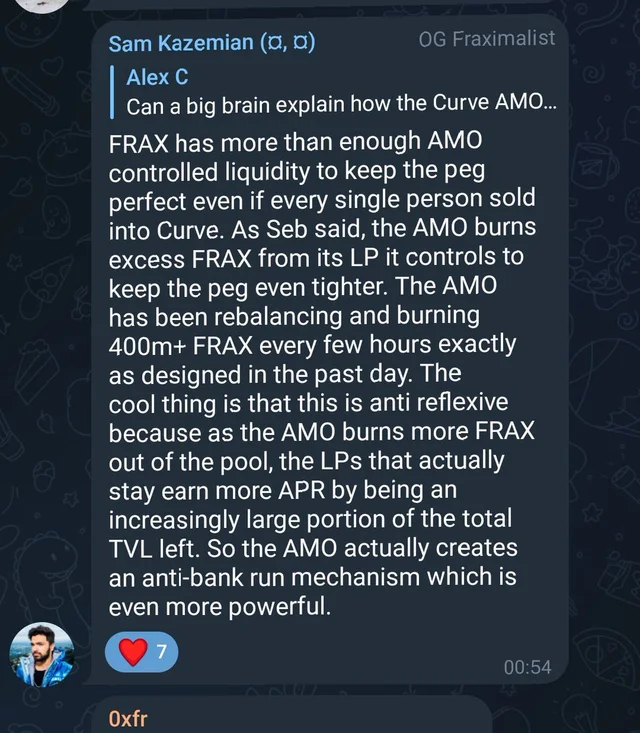 Sam Kazemian (¤, ¤) OG Fraximalist
Alex C
Can a big brain explain how the Curve AMO...
FRAX has more than enough AMO
controlled liquidity to keep the peg
perfect even if every single person sold
into Curve. As Seb said, the AMO burns
excess FRAX from its LP it controls to
keep the peg even tighter. The AMO
has been rebalancing and burning
400m+ FRAX every few hours exactly
as designed in the past day. The
cool thing is that this is anti reflexive
because as the AMO burns more FRAX
out of the pool, the LPs that actually
stay earn more APR by being an
increasingly large portion of the total
TVL left. So the AMO actually creates
an anti-bank run mechanism which is
even more powerful.
7
00:54
0xfr